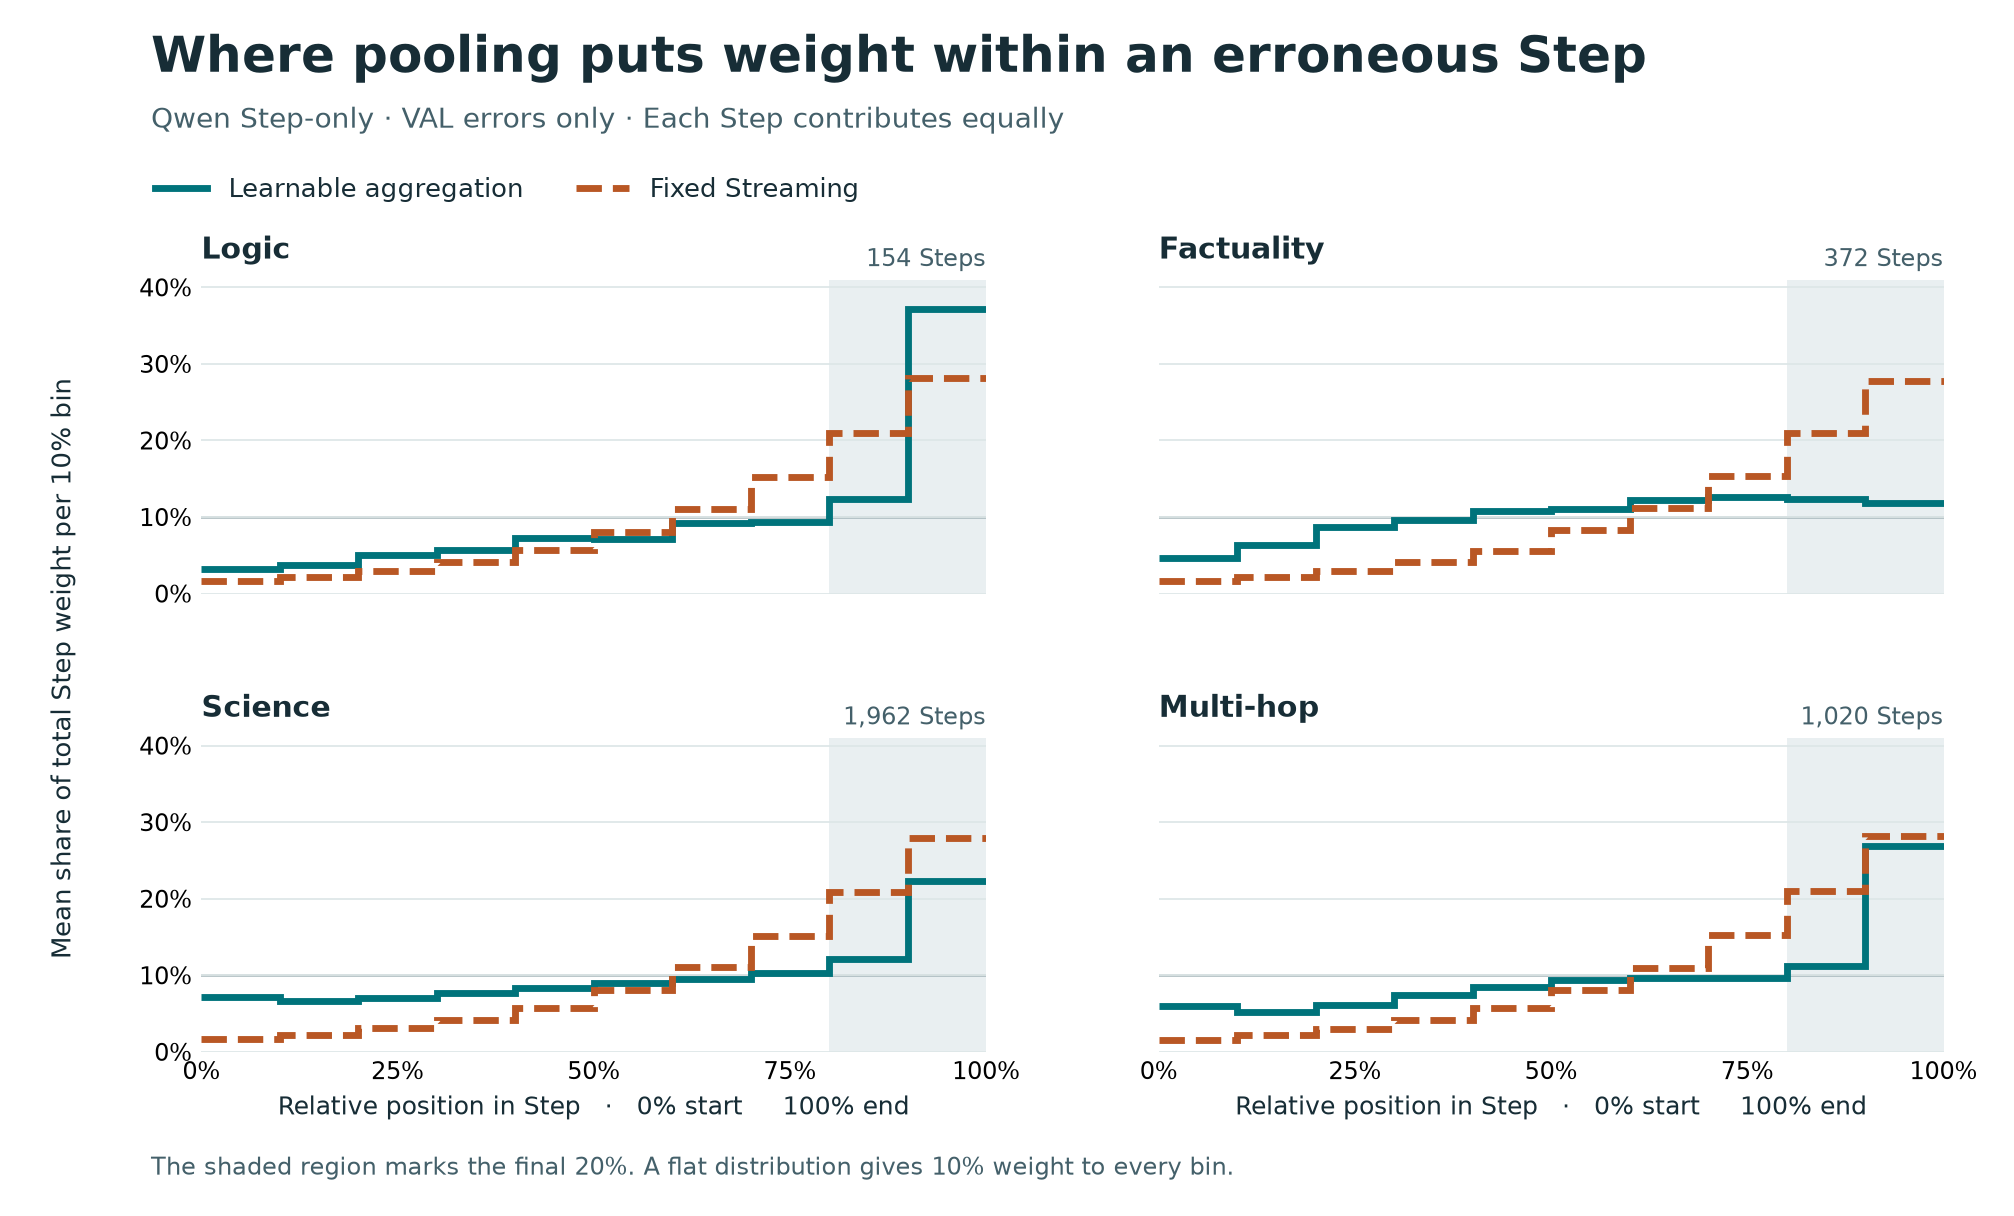 Where pooling puts weight within an erroneous Step
Qwen Step-only · VAL errors only · Each Step contributes equally
Learnable aggregation
Fixed Streaming
Mean share of total Step weight per 10% bin
Logic
154 Steps
40%
30%
20%
10%
0%
Factuality
372 Steps
Science
1,962 Steps
40%
30%
20%
10%
0%
0% 25% 50% 75% 100%
Relative position in Step · 0% start 100% end
Multi-hop
1,020 Steps
0% 25% 50% 75% 100%
Relative position in Step · 0% start 100% end
The shaded region marks the final 20%. A flat distribution gives 10% weight to every bin.